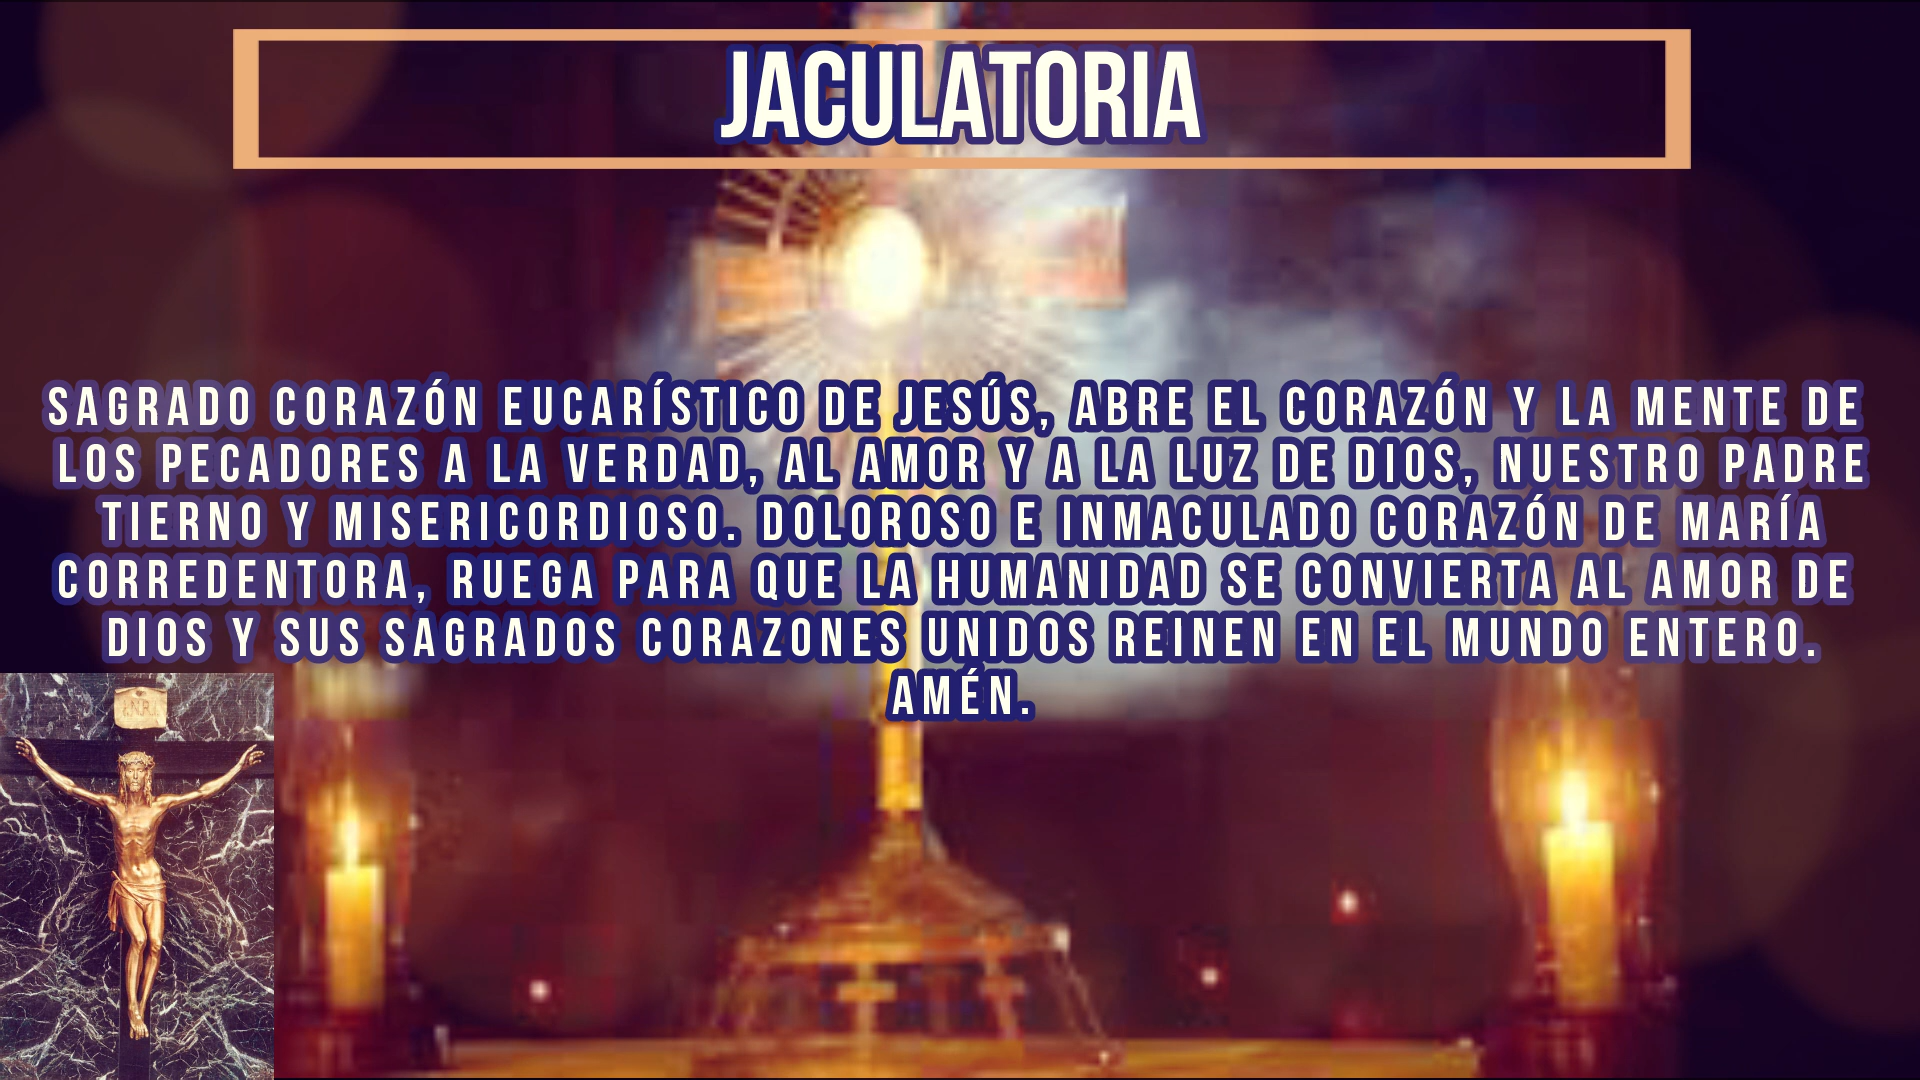 JACULATORIA
SAGRADO CORAZÓN EUCARÍSTICO DE JESÚS, ABRE EL CORAZÓN Y LA MENTE DE
LOS PECADORES A LA VERDAD, AL AMOR Y A LA LUZ DE DIOS, NUESTRO PADRE
TIERNO Y MISERICORDIOSO. DOLOROSO E INMACULADO CORAZÓN DE MARÍA
CORREDENTORA, RUEGA PARA QUE LA HUMANIDAD SE CONVIERTA AL AMOR DE
DIOS Y SUS SAGRADOS CORAZONES UNIDOS REINEN EN EL MUNDO ENTERO.
AMÉN.
I.N.R.I.